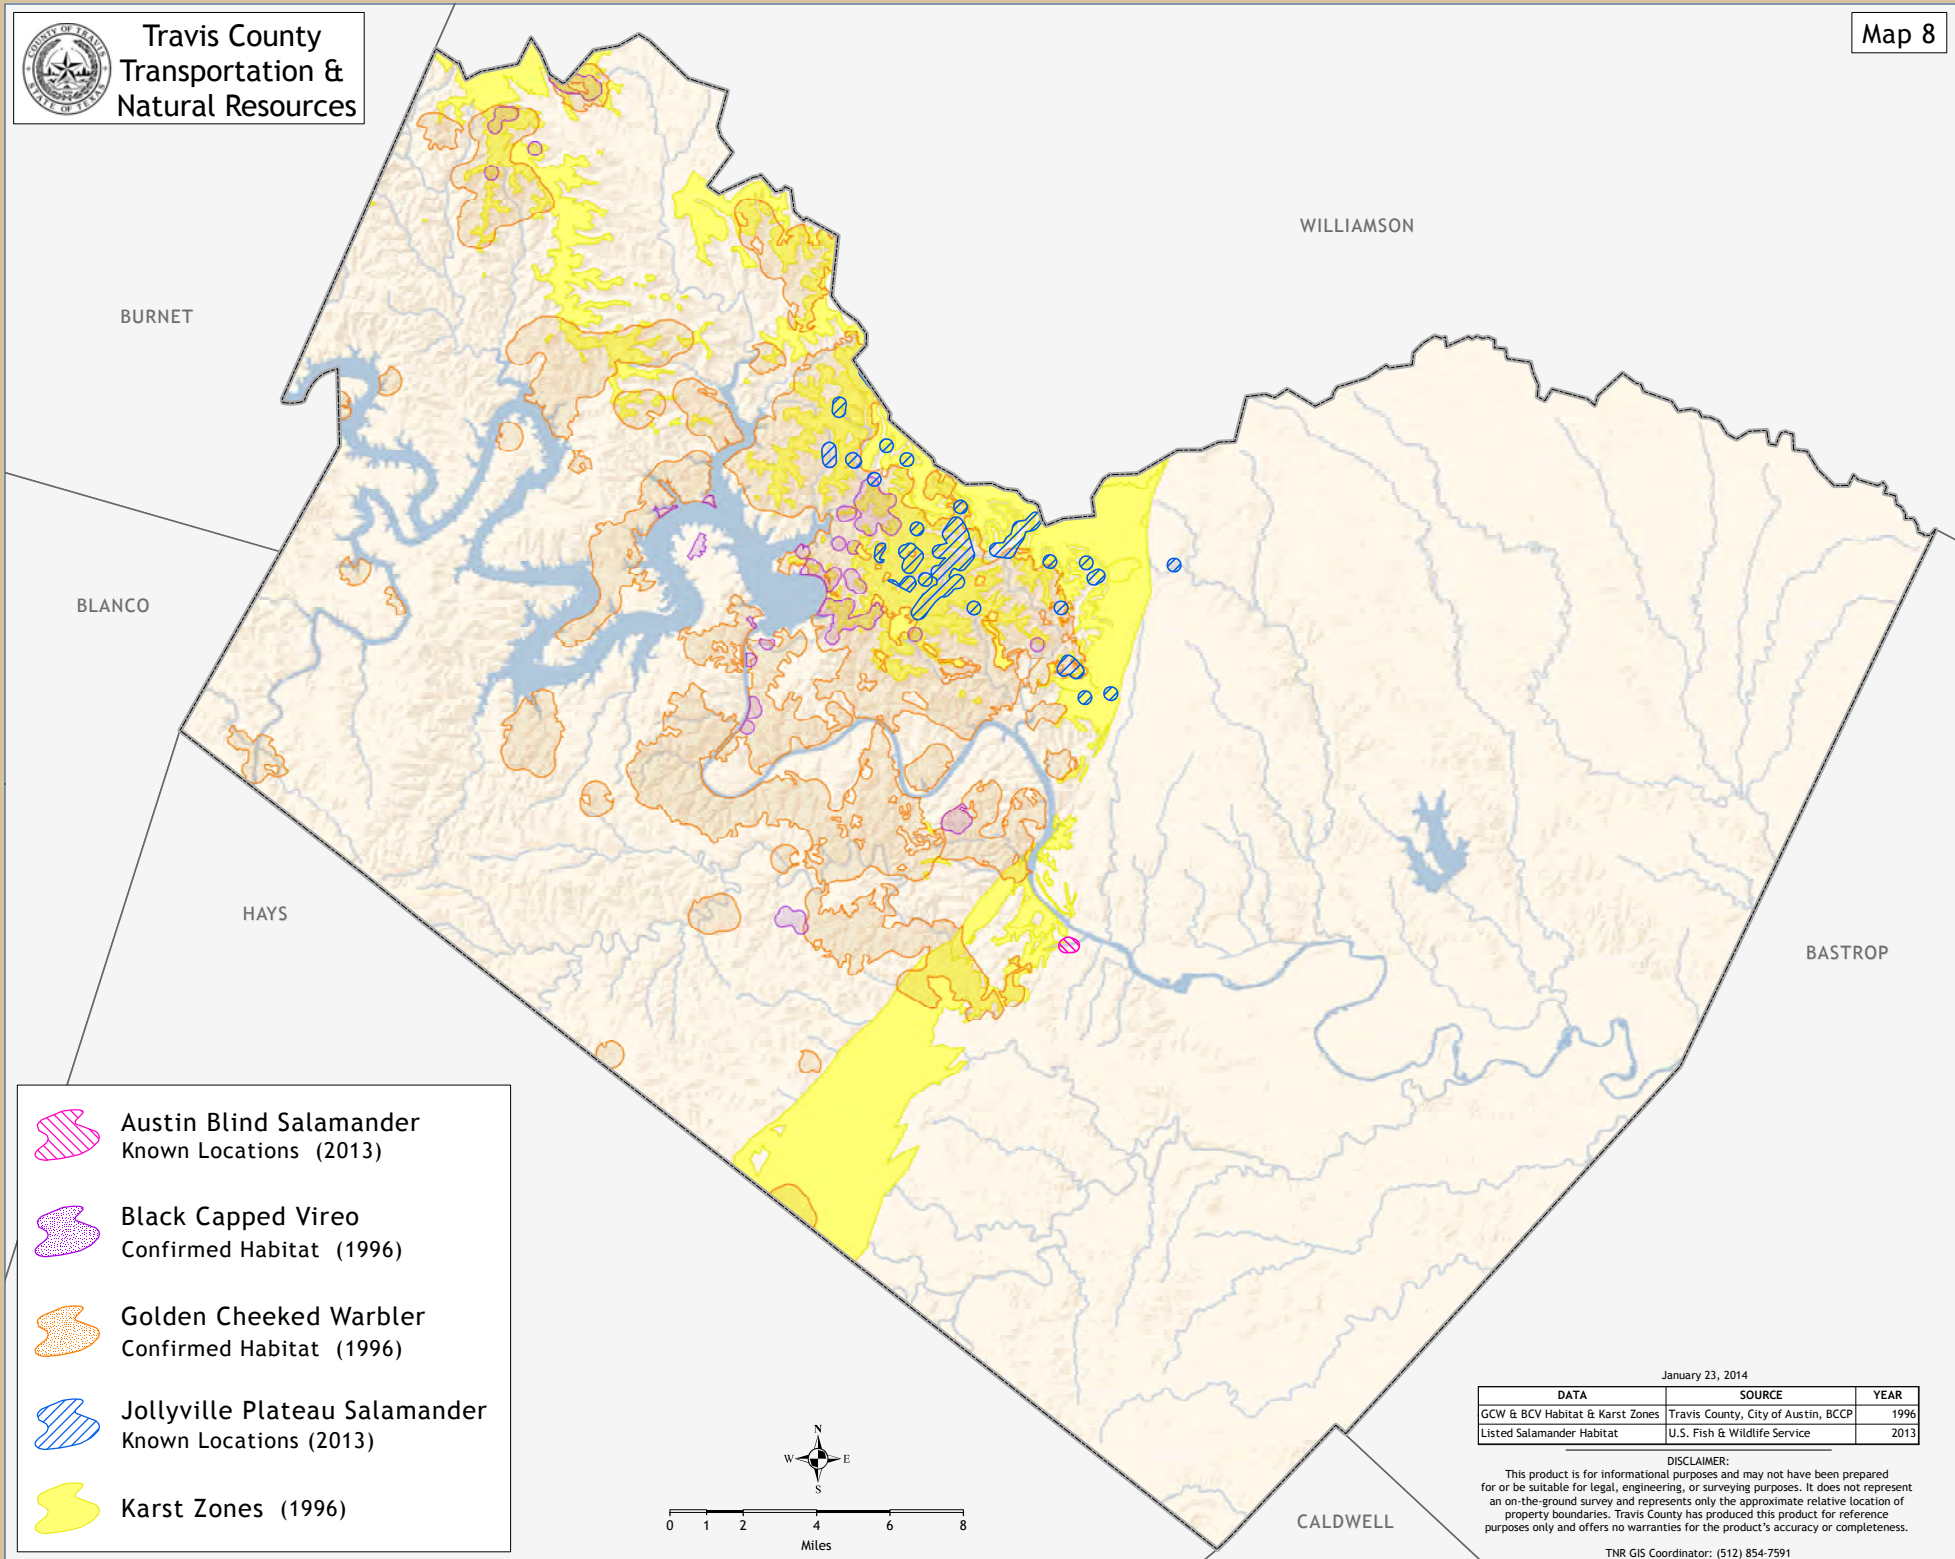 Travis County
Transportation &
Natural Resources
COUNTY OF TRAVIS
STATE OF TEXAS
Map 8
WILLIAMSON
BURNET
BLANCO
HAYS
BASTROP
CALDWELL
Austin Blind Salamander
Known Locations (2013)
Black Capped Vireo
Confirmed Habitat (1996)
Golden Cheeked Warbler
Confirmed Habitat (1996)
Jollyville Plateau Salamander
Known Locations (2013)
Karst Zones (1996)
N
W E
S
0 1 2 4 6 8
Miles
January 23, 2014
DATA SOURCE YEAR
GCW & BCV Habitat & Karst Zones Travis County, City of Austin, BCCP 1996
Listed Salamander Habitat U.S. Fish & Wildlife Service 2013
DISCLAIMER:
This product is for informational purposes and may not have been prepared
for or be suitable for legal, engineering, or surveying purposes. It does not represent
an on-the-ground survey and represents only the approximate relative location of
property boundaries. Travis County has produced this product for reference
purposes only and offers no warranties for the product's accuracy or completeness.
TNR GIS Coordinator: (512) 854-7591